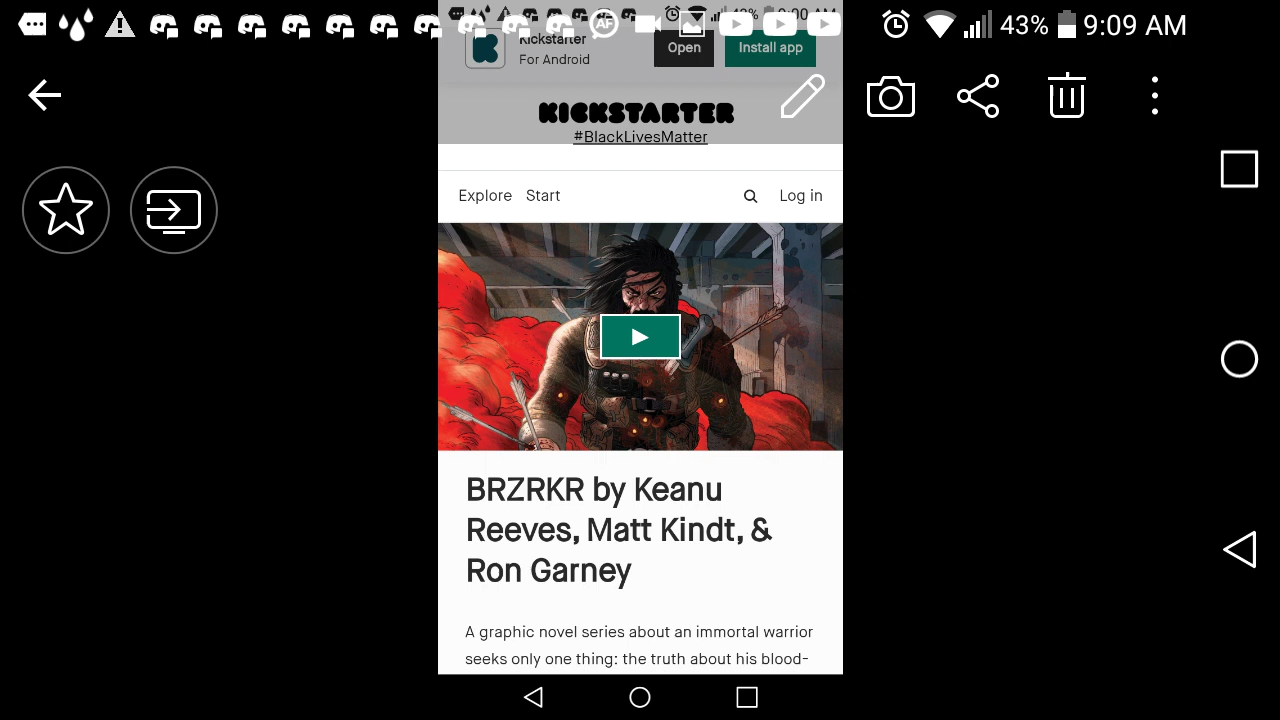 43% 9:09 AM
Kickstarter
For Android
Open
Install app
KICKSTARTER
#BlackLivesMatter
Explore Start Log in
BRZRKR by Keanu
Reeves, Matt Kindt, &
Ron Garney
A graphic novel series about an immortal warrior
seeks only one thing: the truth about his blood-